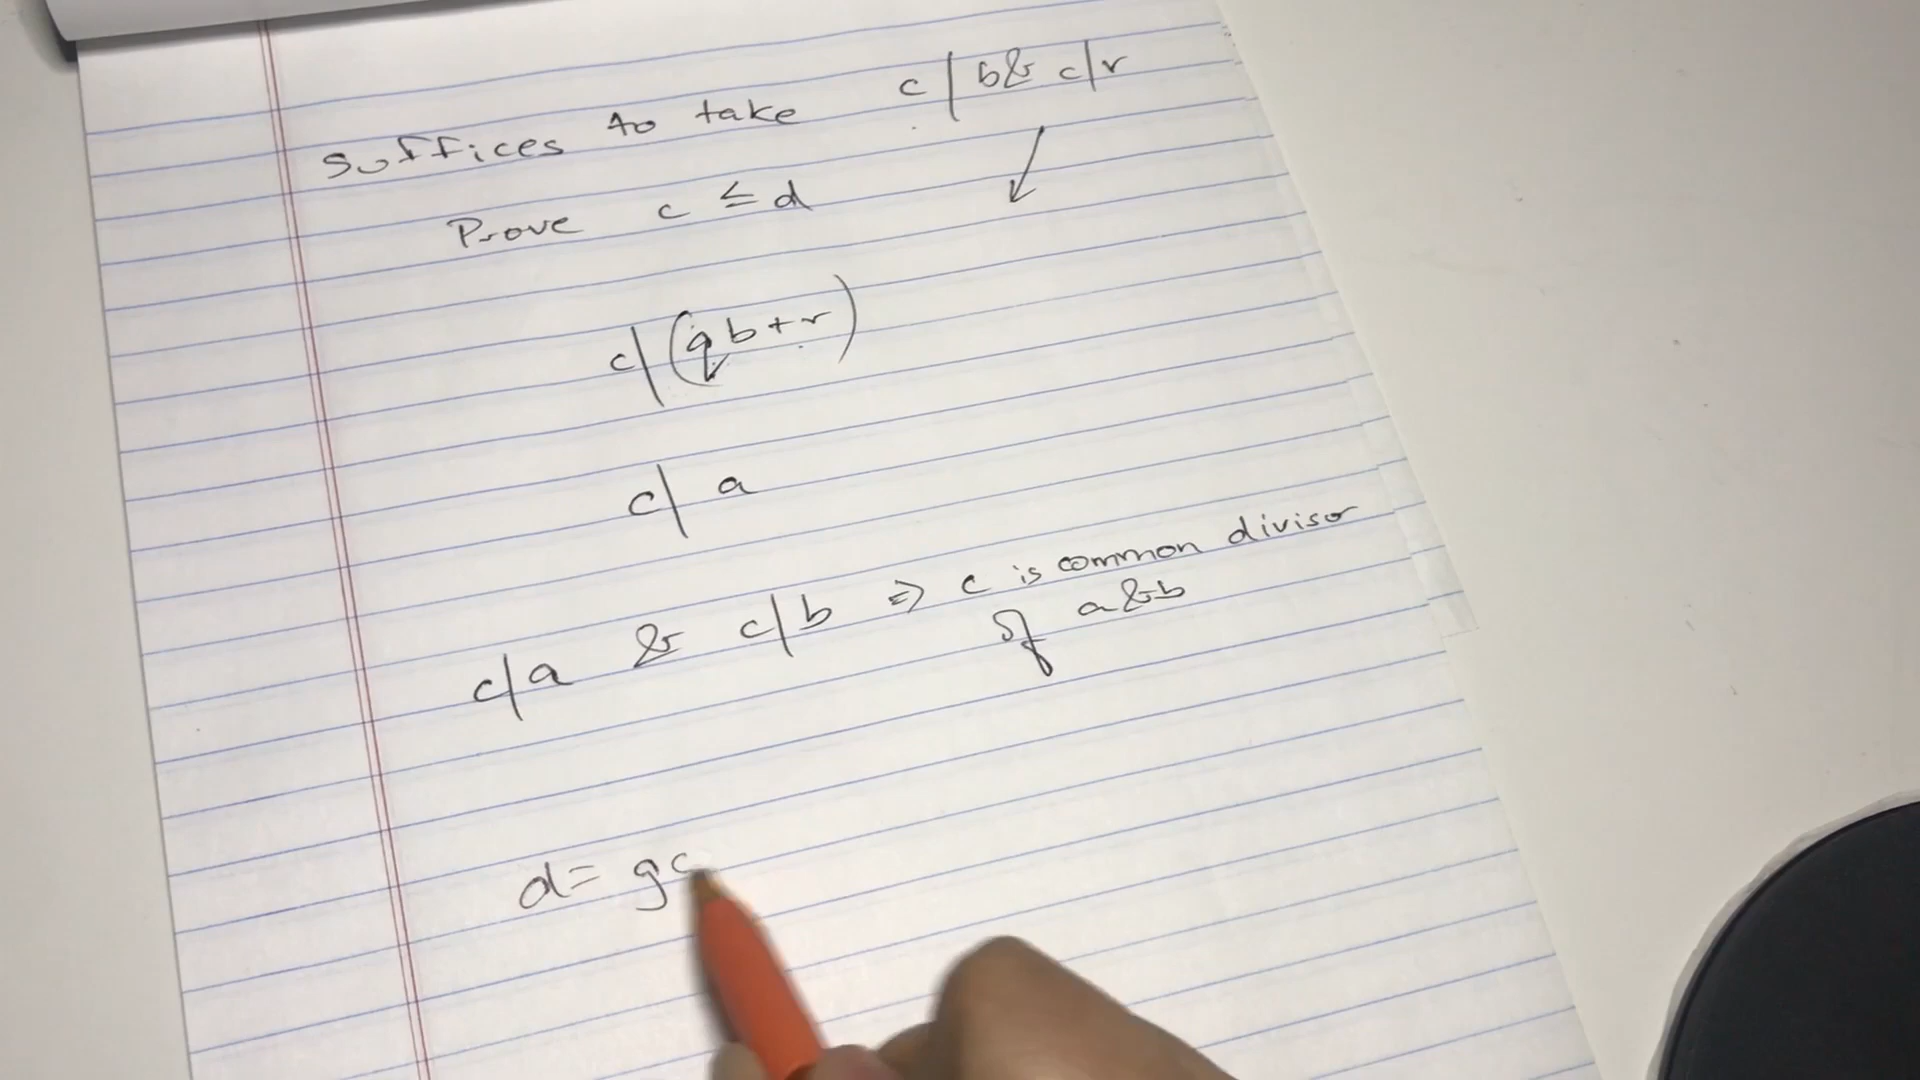 Suffices to take c | b & c/r
Prove c ≤ d
c | (qb+r)
c | a
c/a & c/b => c is common divisor
of a & b
d = gc